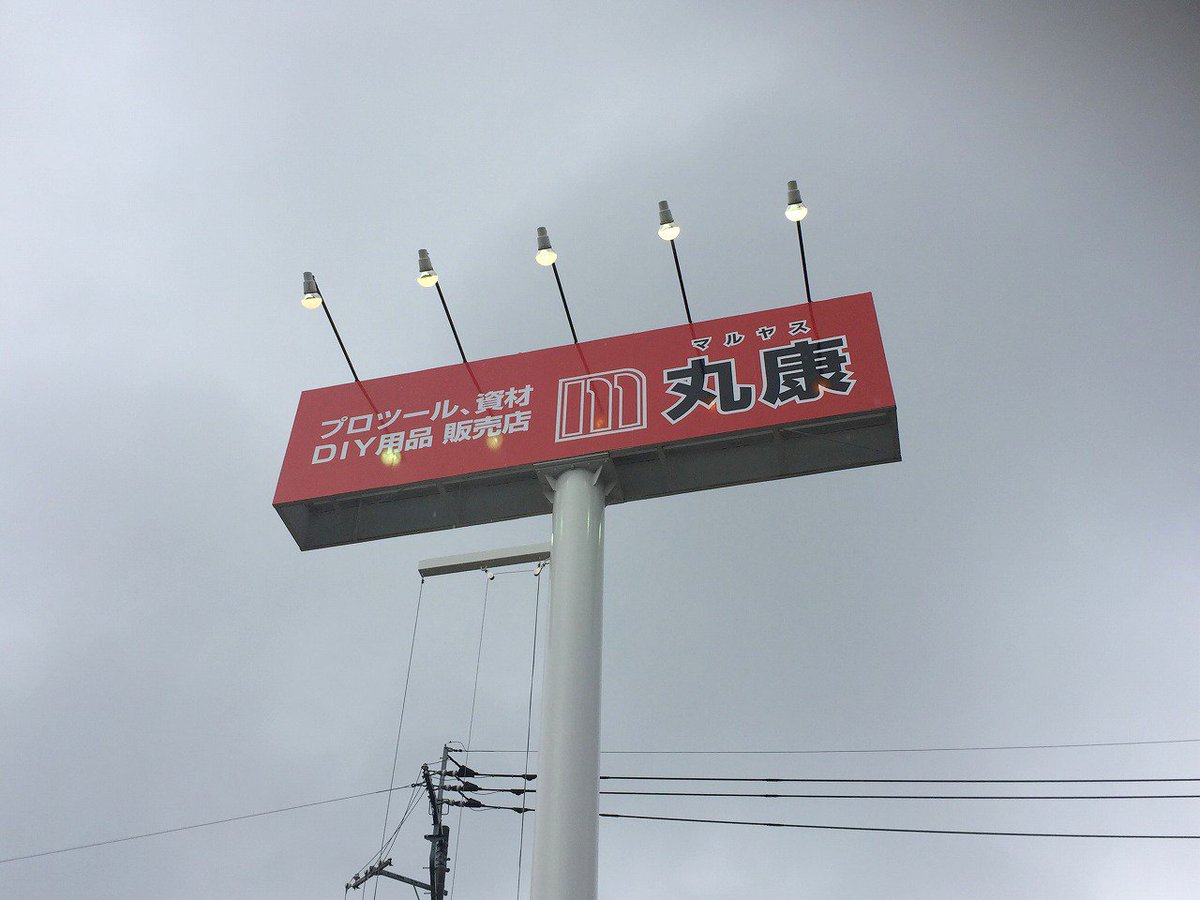 プロツール、資材
DIY用品 販売店
m
マルヤス
丸康